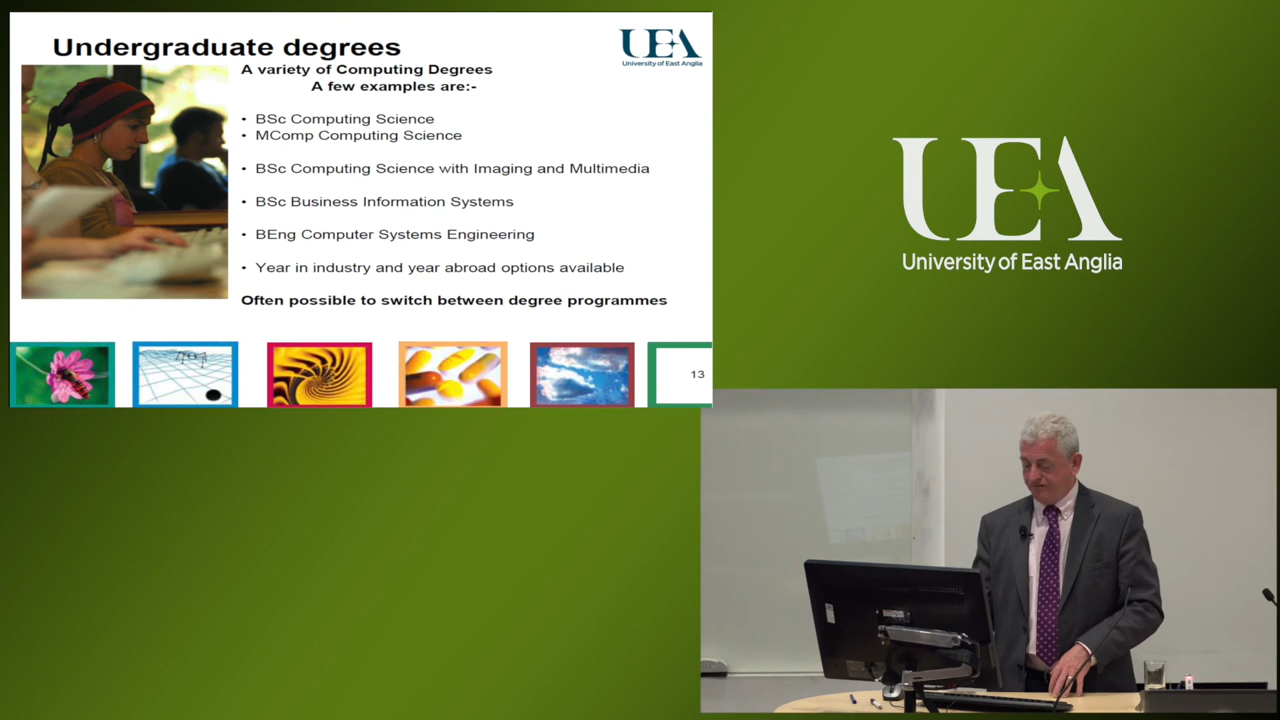 Undergraduate degrees
UEA
University of East Anglia
A variety of Computing Degrees
A few examples are:-
• BSc Computing Science
• MComp Computing Science
• BSc Computing Science with Imaging and Multimedia
• BSc Business Information Systems
• BEng Computer Systems Engineering
• Year in industry and year abroad options available
Often possible to switch between degree programmes
13
UEA
University of East Anglia